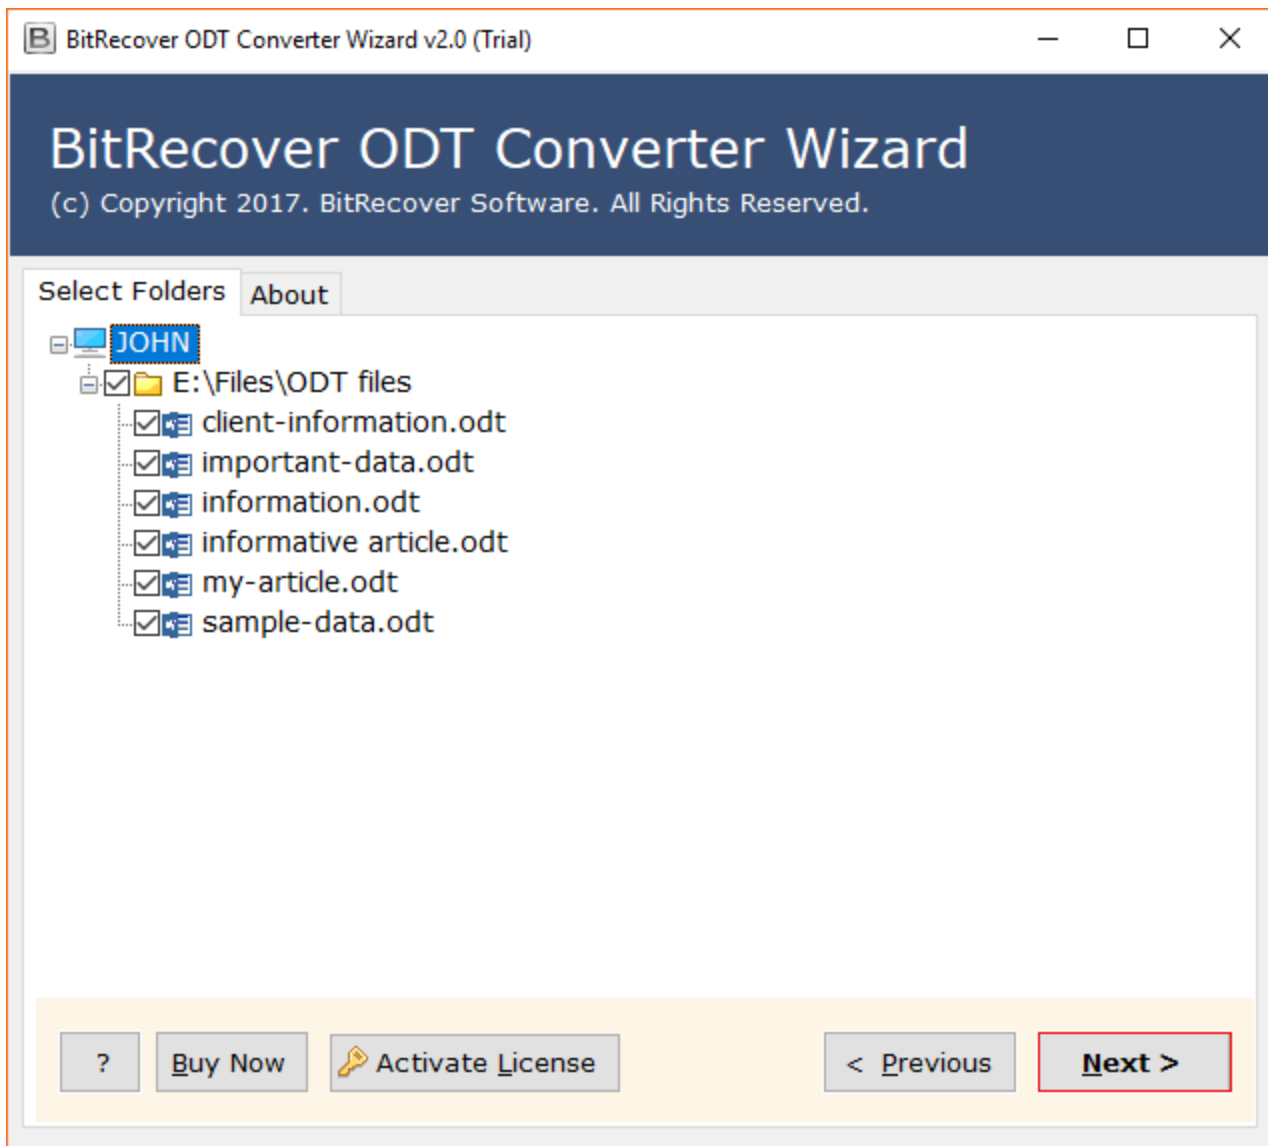 BitRecover ODT Converter Wizard v2.0 (Trial)
BitRecover ODT Converter Wizard
(c) Copyright 2017. BitRecover Software. All Rights Reserved.
Select Folders About
JOHN
E:\Files\ODT files
client-information.odt
important-data.odt
information.odt
informative article.odt
my-article.odt
sample-data.odt
? Buy Now Activate License < Previous Next >